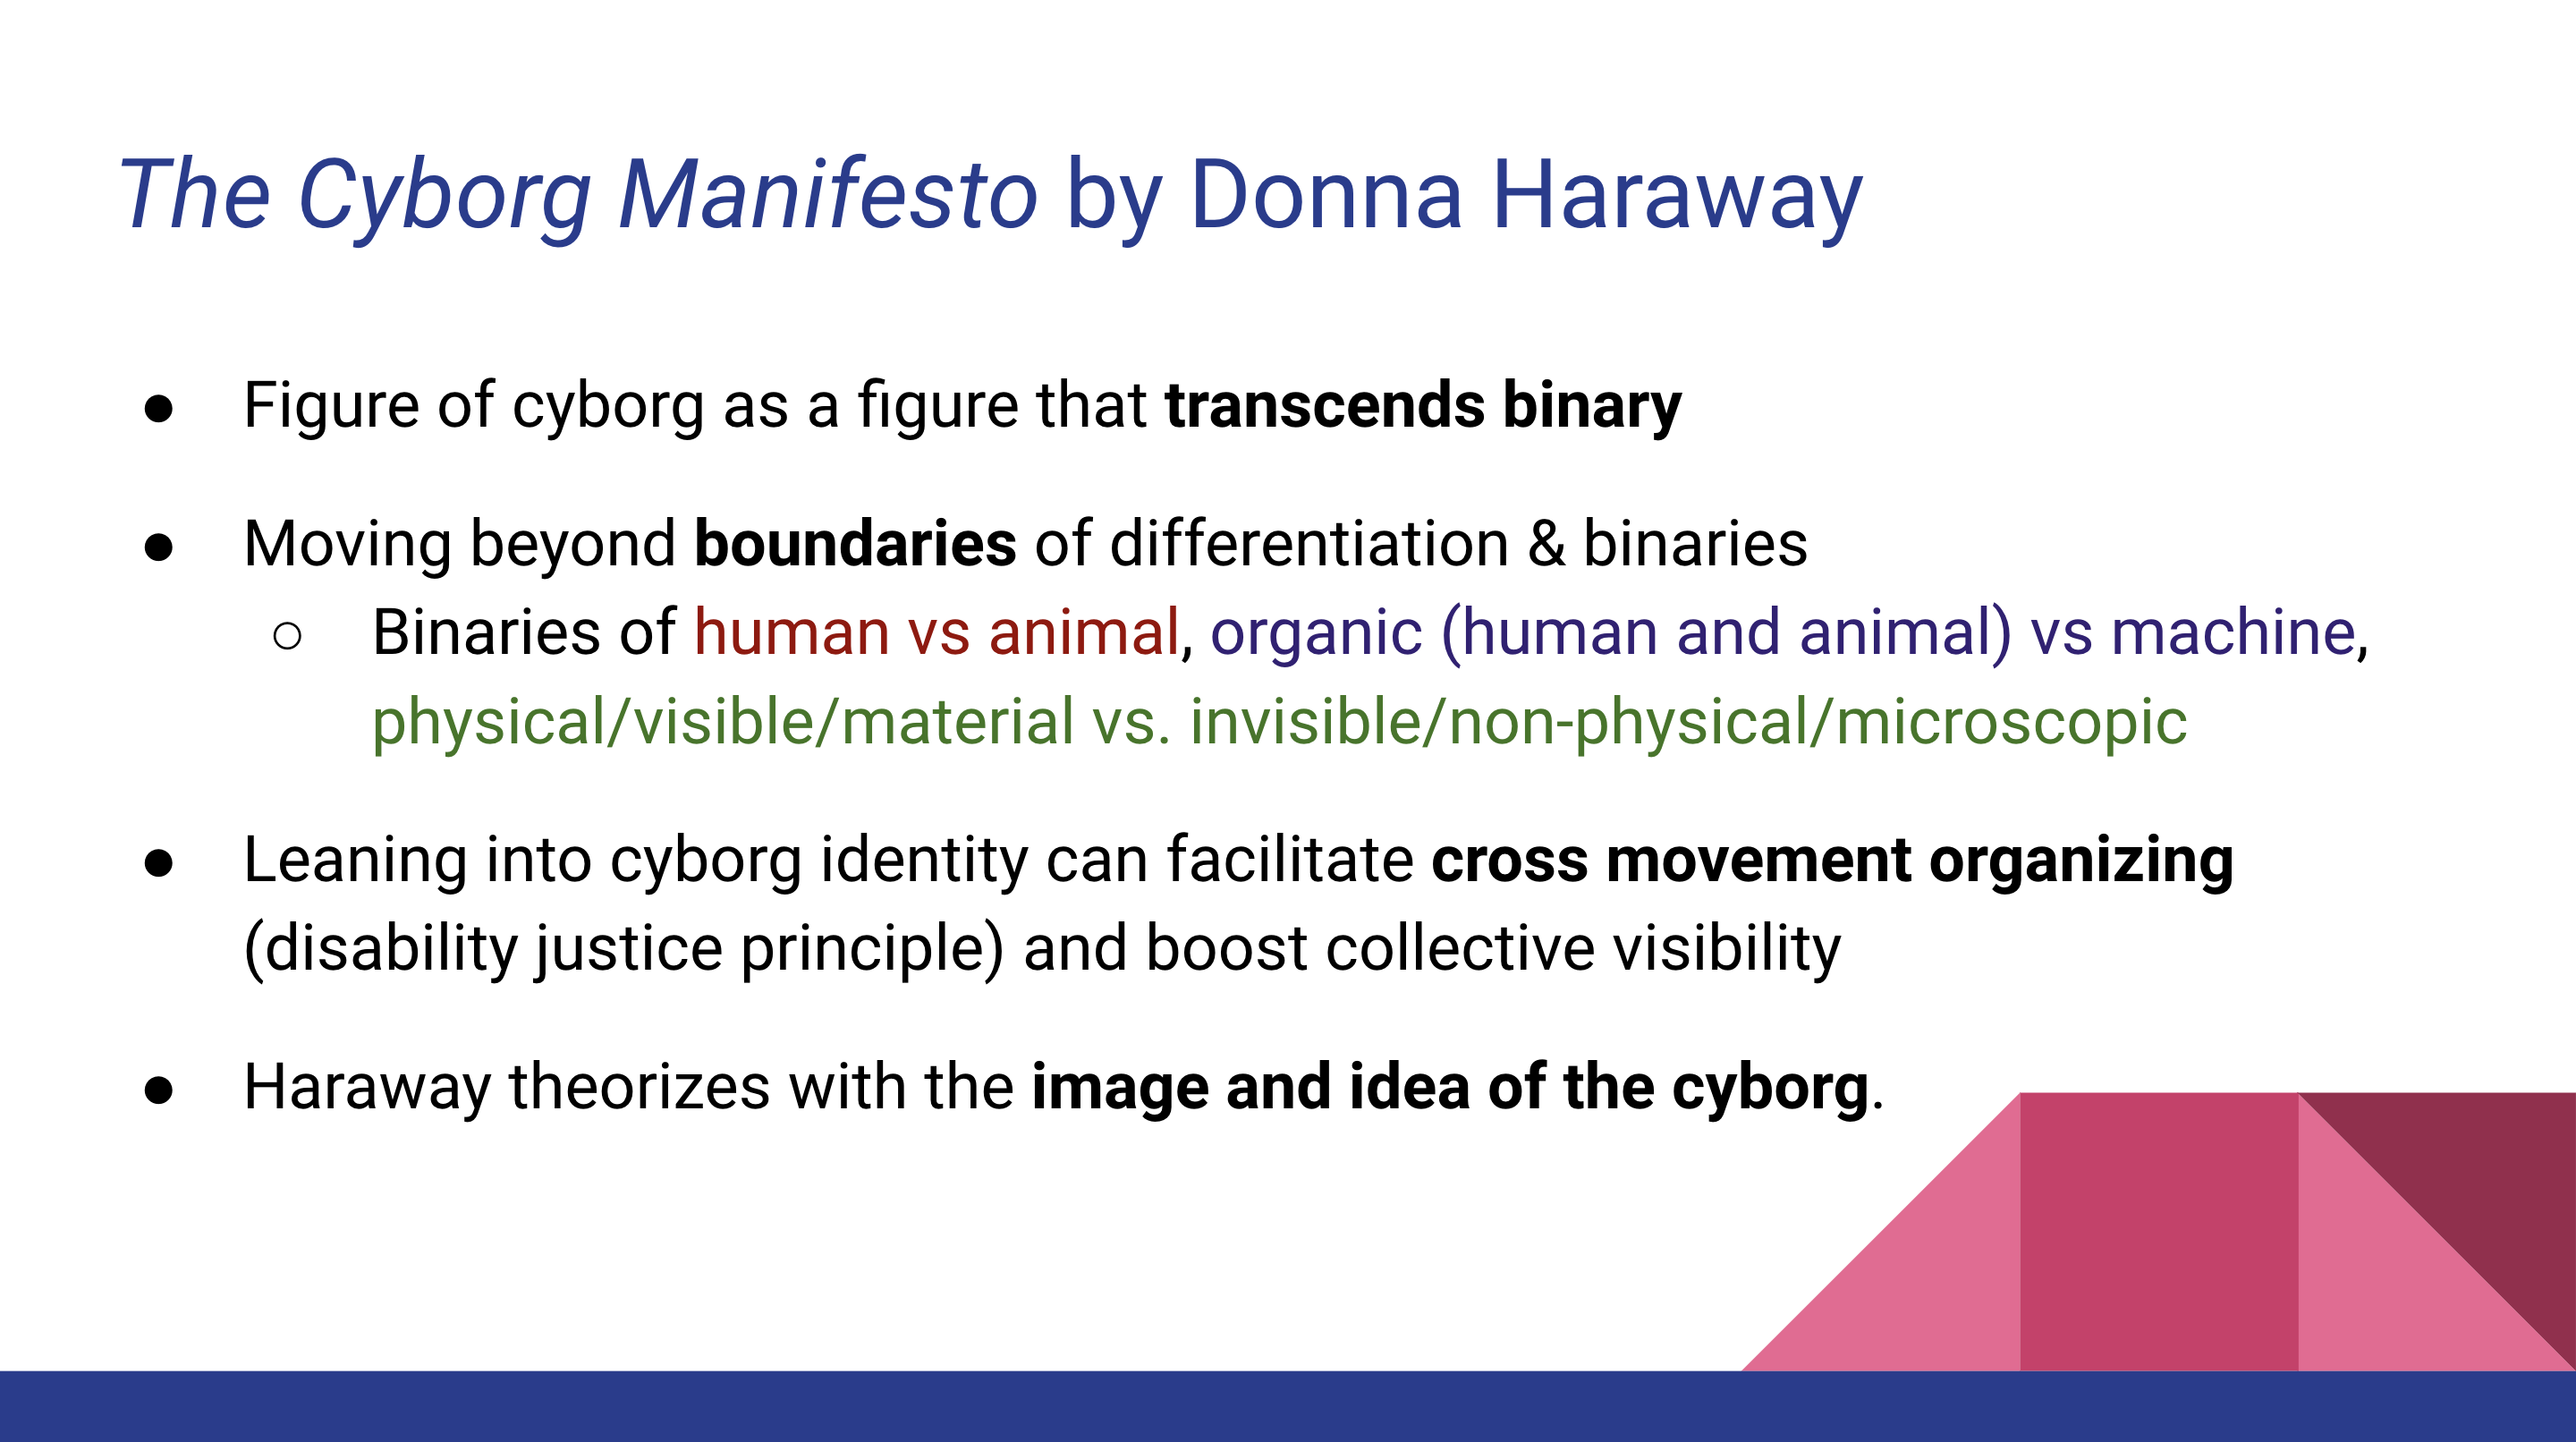 The Cyborg Manifesto by Donna Haraway
● Figure of cyborg as a figure that transcends binary
● Moving beyond boundaries of differentiation & binaries
○ Binaries of human vs animal, organic (human and animal) vs machine,
physical/visible/material vs. invisible/non-physical/microscopic
● Leaning into cyborg identity can facilitate cross movement organizing
(disability justice principle) and boost collective visibility
● Haraway theorizes with the image and idea of the cyborg.